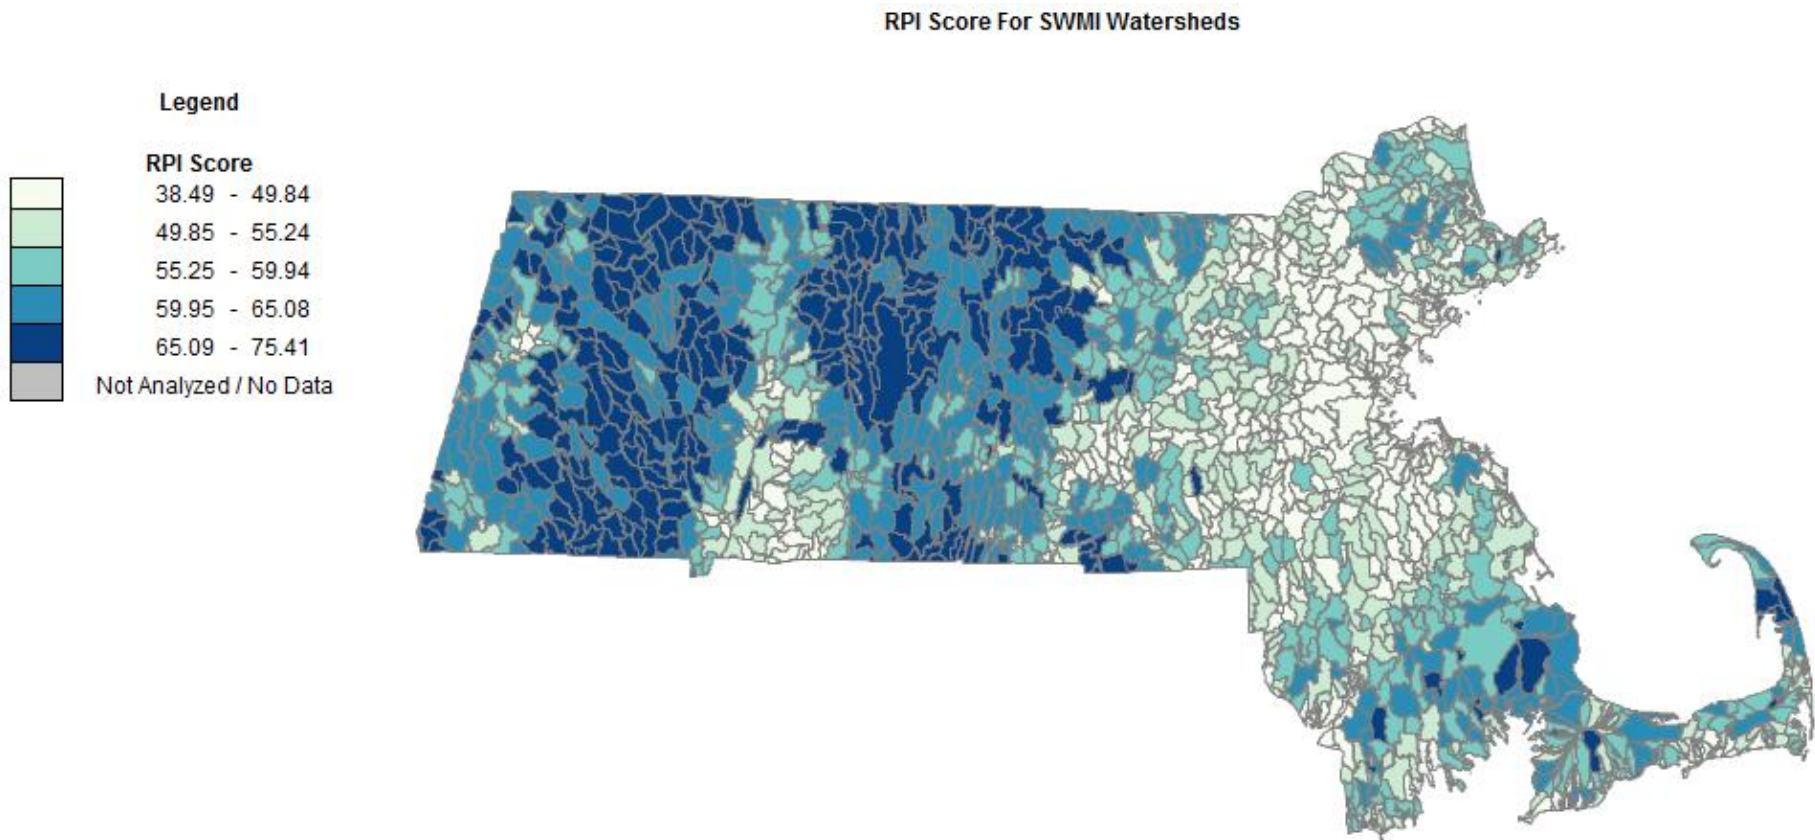 RPI Score For SWMI Watersheds
Legend
RPI Score
38.49 - 49.84
49.85 - 55.24
55.25 - 59.94
59.95 - 65.08
65.09 - 75.41
Not Analyzed / No Data